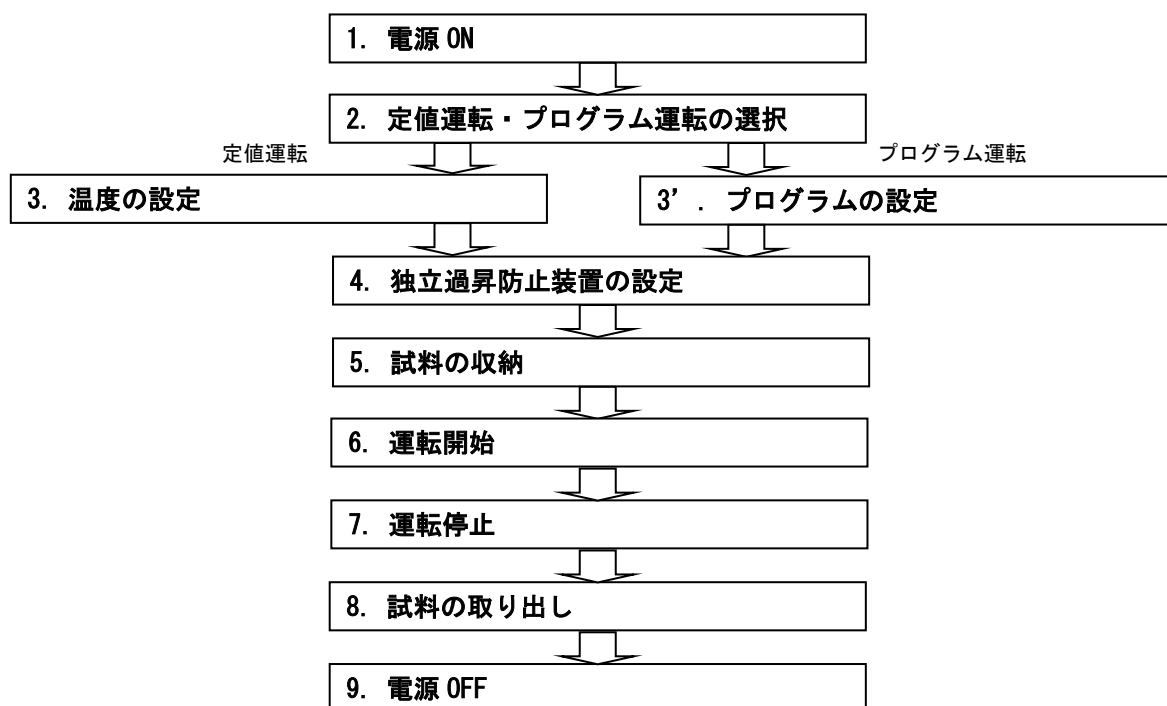 1. 電源 ON
2. 定値運転・プログラム運転の選択
定値運転
プログラム運転
3. 温度の設定
3’. プログラムの設定
4. 独立過昇防止装置の設定
5. 試料の収納
6. 運転開始
7. 運転停止
8. 試料の取り出し
9. 電源 OFF